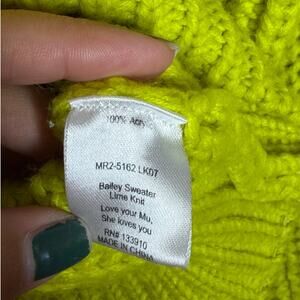 100% Acrylic
MR2-5162 LK07
Bailey Sweater
Lime Knit
Love your Mu,
She loves you
RN# 133910
MADE IN CHINA